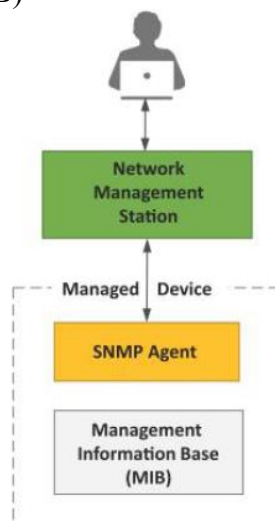 Network
Management
Station
Managed Device
SNMP Agent
Management
Information Base
(MIB)